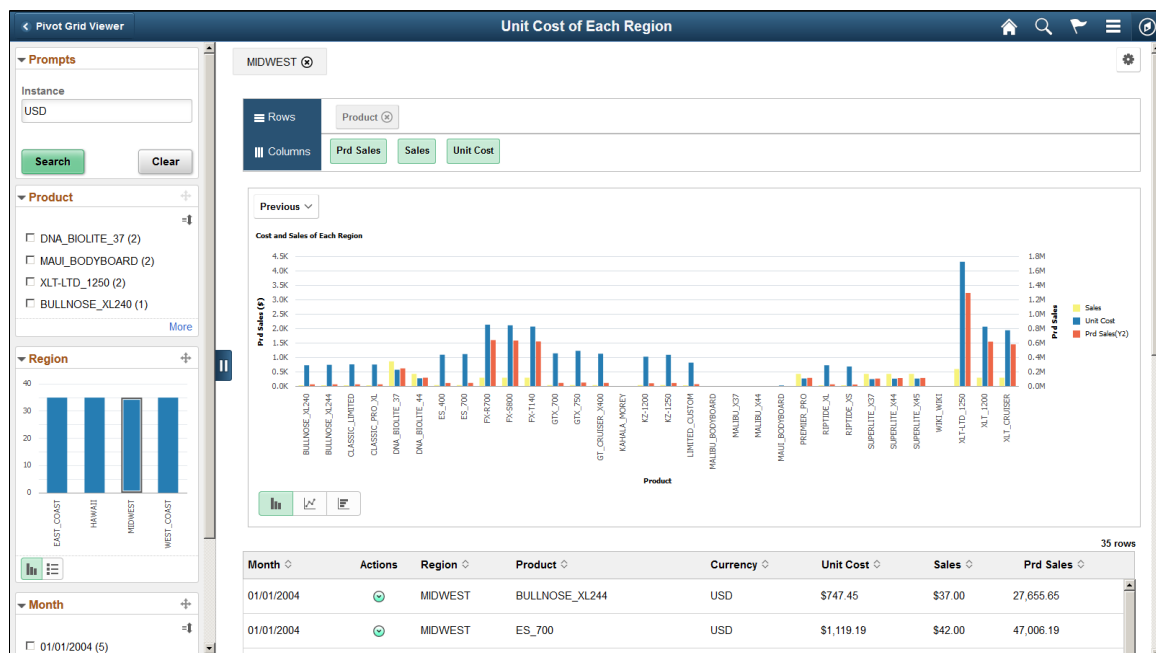 Pivot Grid Viewer
Unit Cost of Each Region
Prompts
Instance
USD
Search Clear
Product
DNA_BIOLITE_37 (2)
MAUI_BODYBOARD (2)
XLT-LTD_1250 (2)
BULLNOSE_XL240 (1)
More
Region
40
30
20
10
0
EAST_COAST
HAWAII
MIDWEST
WEST_COAST
Month
01/01/2004 (5)
MIDWEST
Rows Product
Columns Prd Sales Sales Unit Cost
Previous
Cost and Sales of Each Region
Prd Sales ($)
4.5K
4.0K
3.5K
3.0K
2.5K
2.0K
1.5K
1.0K
0.5K
0.0K
BULLNOSE_XL240
BULLNOSE_XL244
CLASSIC_LIMITED
CLASSIC_PRO_XL
DNA_BIOLITE_37
DNA_BIOLITE_44
ES_400
ES_700
FX-R700
FX-S800
FX-T140
GTX_700
GTX_750
GT_CRUISER_X400
KAHALA_MOREY
KZ-1200
KZ-1250
LIMITED_CUSTOM
MALIBU_BODYBOARD
MALIBU_X37
MALIBU_X44
MAUI_BODYBOARD
PREMIER_PRO
RIPTIDE_XL
RIPTIDE_XS
SUPERLITE_X37
SUPERLITE_X44
SUPERLITE_X45
WIKI_WIKI
XLT-LTD_1250
XLT_1200
XLT_CRUISER
Product
1.8M
1.6M
1.4M
1.2M
1.0M
0.8M
0.6M
0.4M
0.2M
0.0M
Prd Sales
Sales
Unit Cost
Prd Sales(Y2)
35 rows
Month Actions Region Product Currency Unit Cost Sales Prd Sales
01/01/2004 MIDWEST BULLNOSE_XL244 USD $747.45 $37.00 27,655.65
01/01/2004 MIDWEST ES_700 USD $1,119.19 $42.00 47,006.19